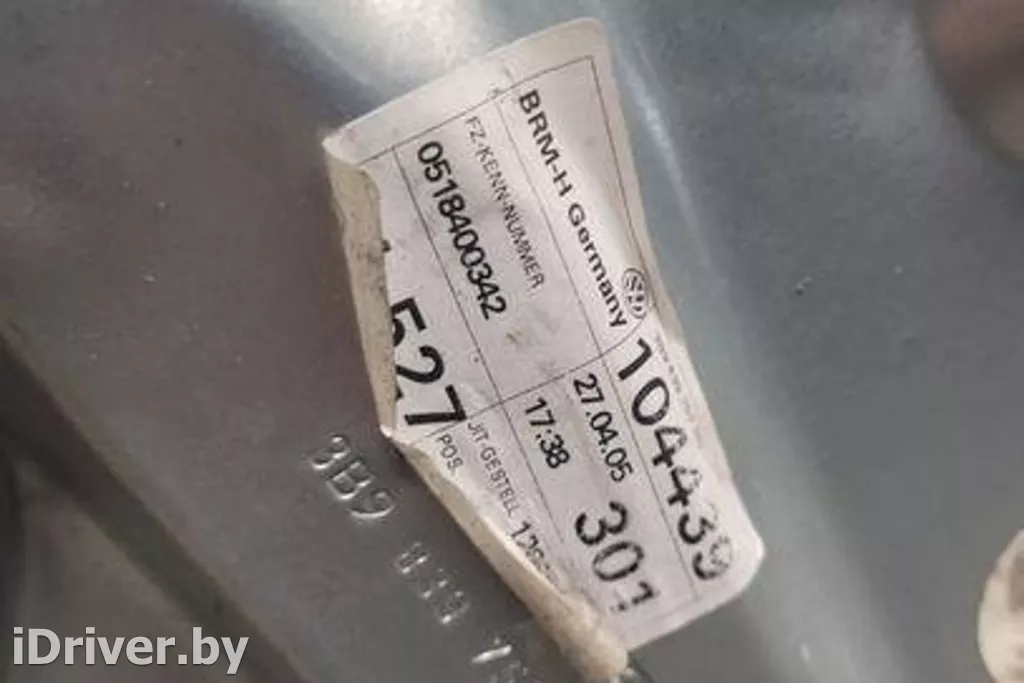 BRM-H Germany
104439
FZ-KENN-NUMMER
0518400342
27.04.05
17:38
301
527
JIT-GESTELL
POS.
3B9
iDriver.by